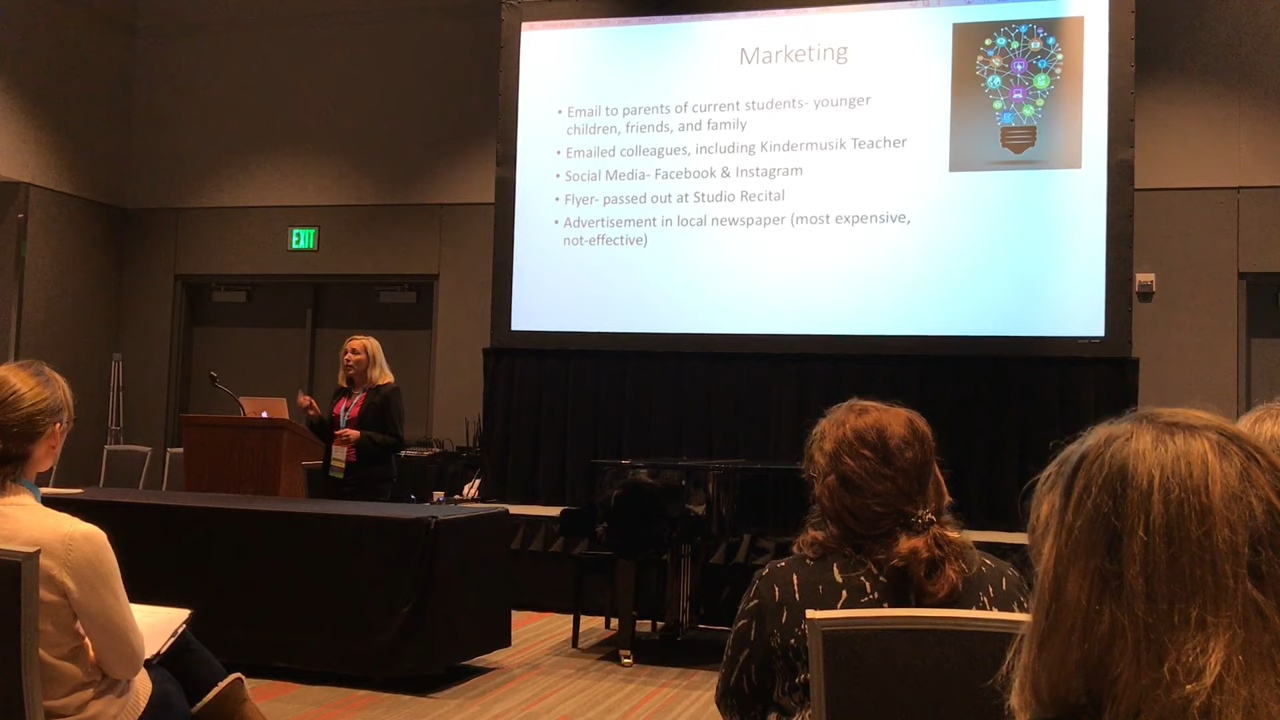 Marketing
• Email to parents of current students- younger
children, friends, and family
• Emailed colleagues, including Kindermusik Teacher
• Social Media- Facebook & Instagram
• Flyer- passed out at Studio Recital
• Advertisement in local newspaper (most expensive,
not-effective)
EXIT